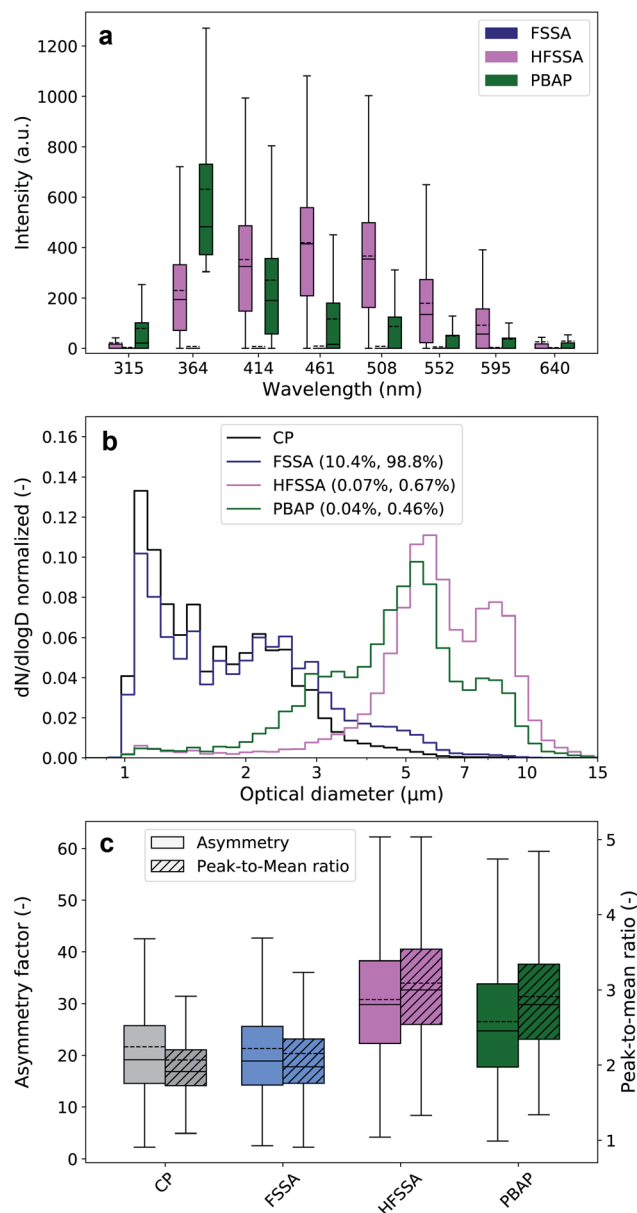 a
FSSA
HFSSA
PBAP
1200
1000
800
600
400
200
0
Intensity (a.u.)
315 364 414 461 508 552 595 640
Wavelength (nm)
b
CP
FSSA (10.4%, 98.8%)
HFSSA (0.07%, 0.67%)
PBAP (0.04%, 0.46%)
0.16
0.14
0.12
0.10
0.08
0.06
0.04
0.02
0.00
dN/dlogD normalized (-)
1 2 3 5 7 10 15
Optical diameter (μm)
c
Asymmetry
Peak-to-Mean ratio
60
50
40
30
20
10
0
Asymmetry factor (-)
5
4
3
2
1
Peak-to-mean ratio (-)
CP FSSA HFSSA PBAP